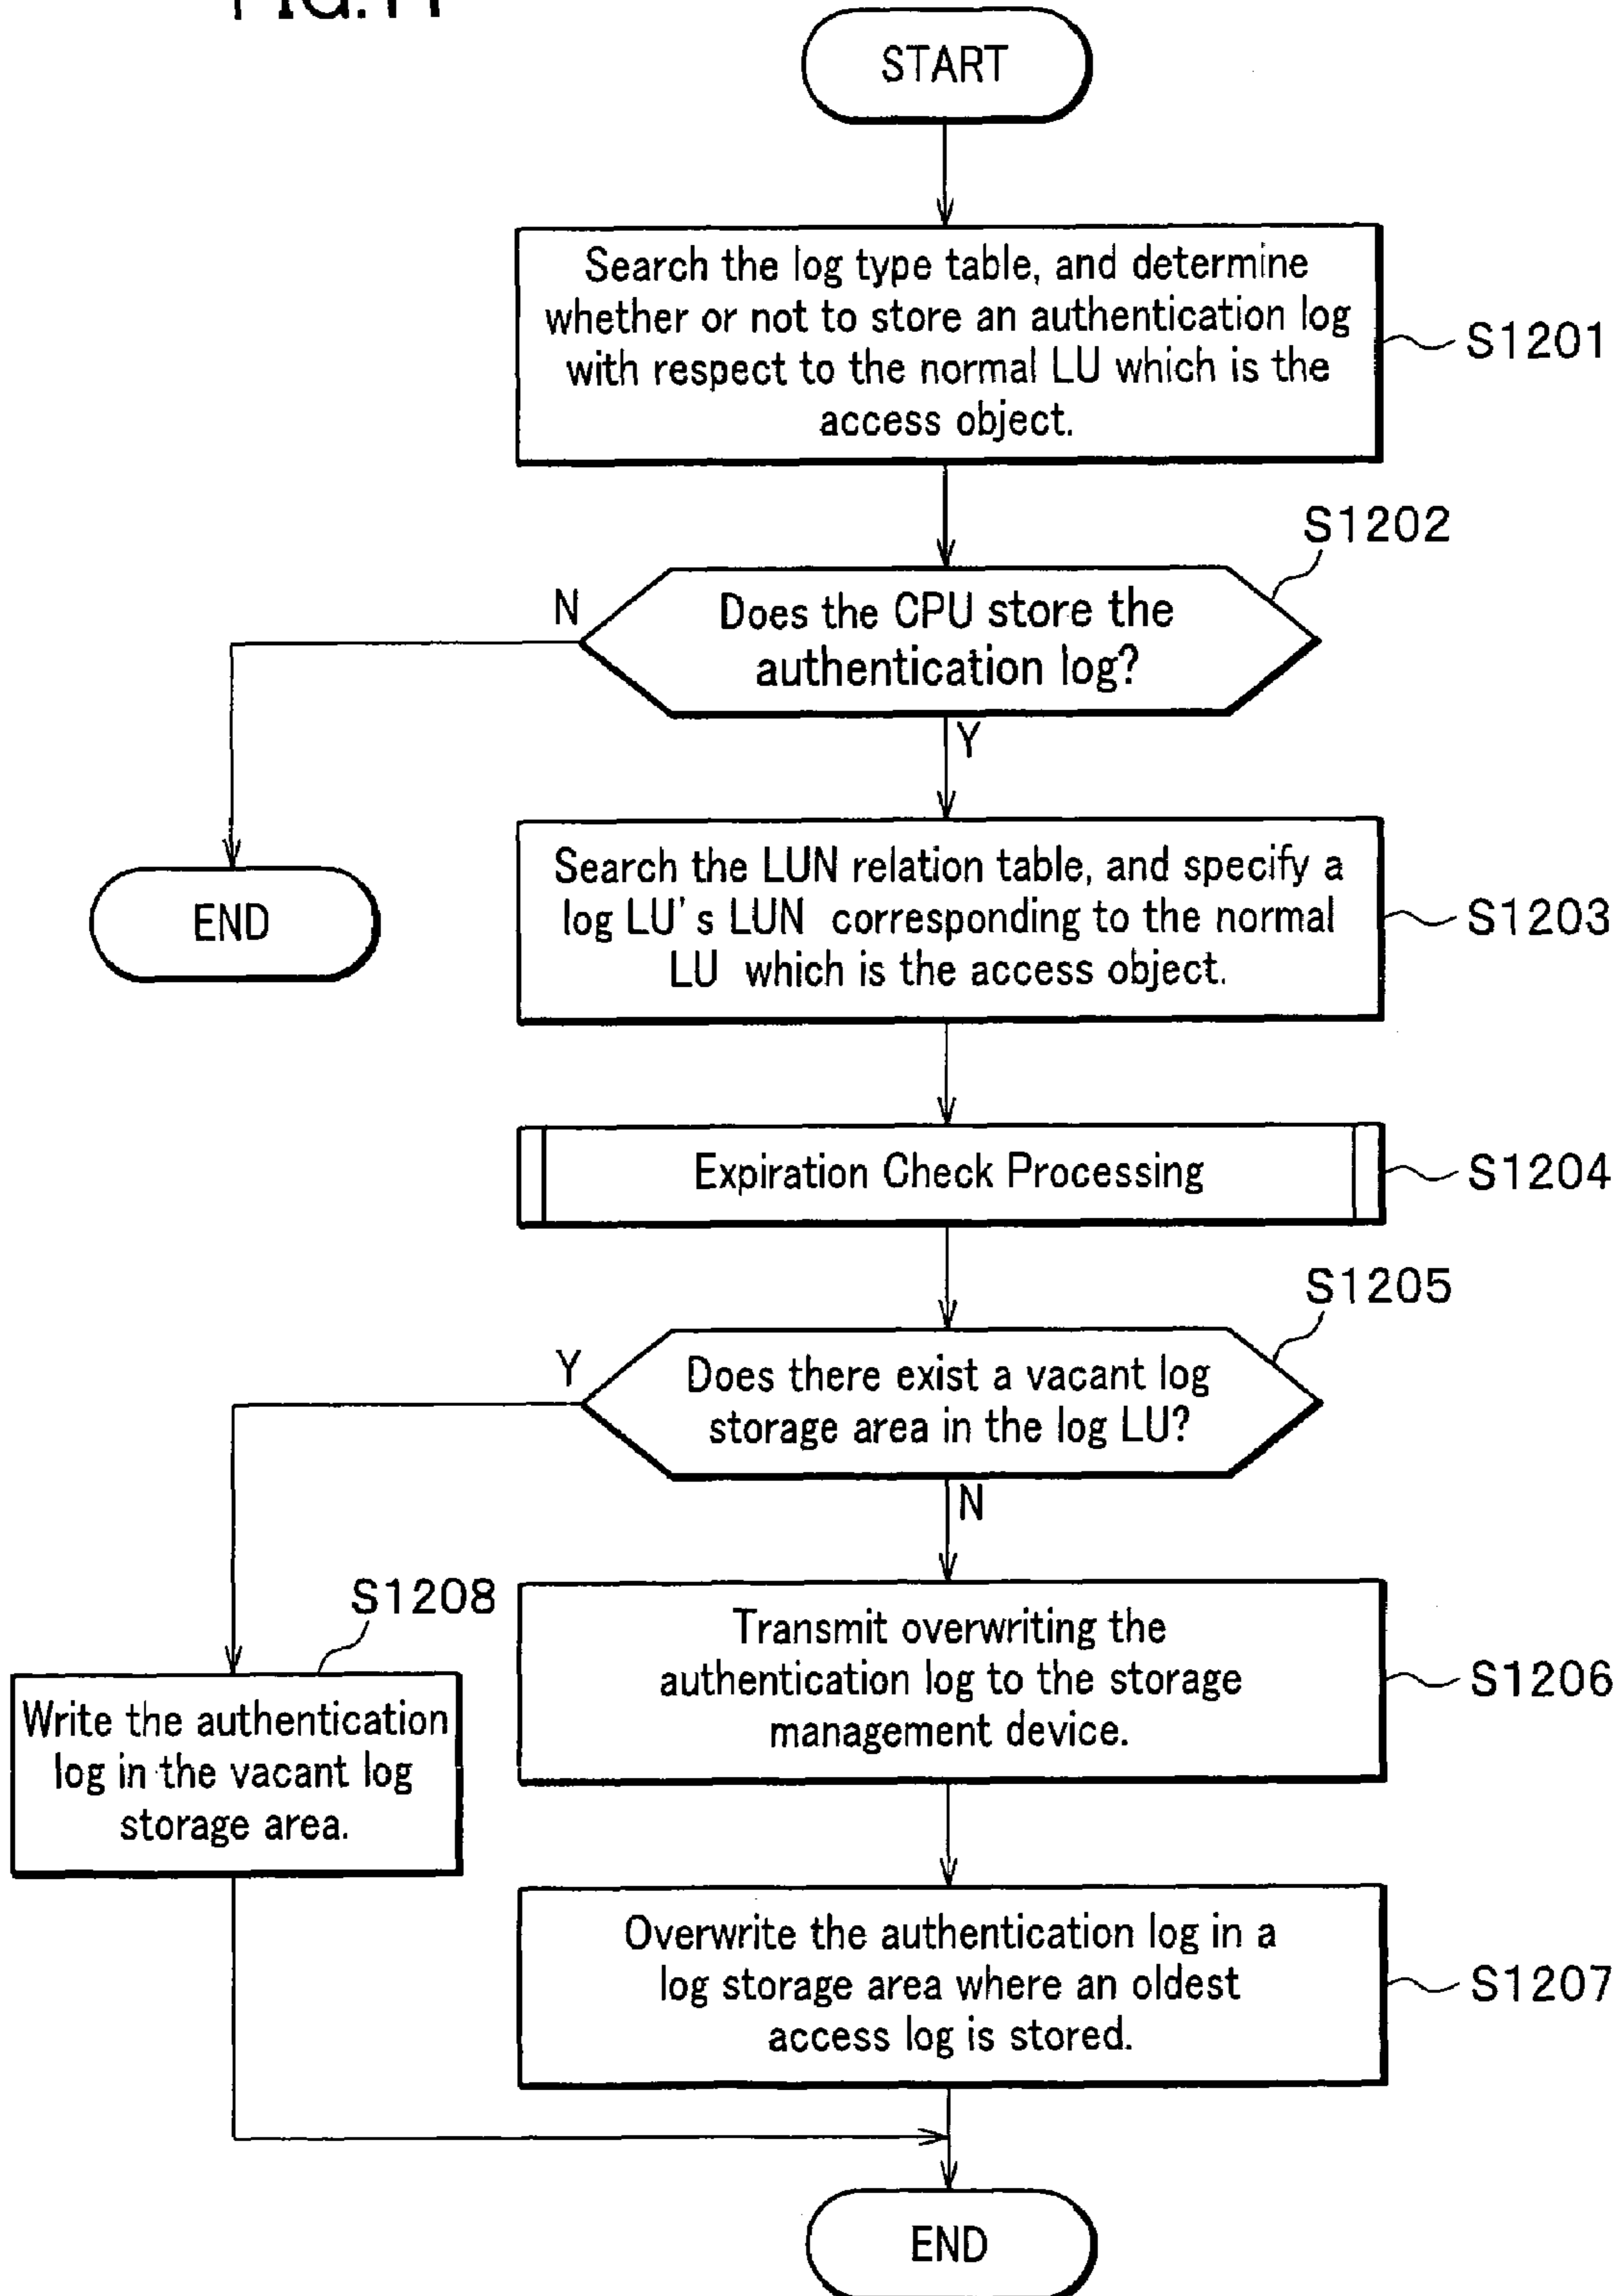 FIG.11
START
Search the log type table, and determine
whether or not to store an authentication log
with respect to the normal LU which is the
access object.
S1201
S1202
N
Does the CPU store the
authentication log?
Y
END
Search the LUN relation table, and specify a
log LU's LUN corresponding to the normal
LU which is the access object.
S1203
Expiration Check Processing
S1204
S1205
Y
Does there exist a vacant log
storage area in the log LU?
N
S1208
Write the authentication
log in the vacant log
storage area.
Transmit overwriting the
authentication log to the storage
management device.
S1206
Overwrite the authentication log in a
log storage area where an oldest
access log is stored.
S1207
END